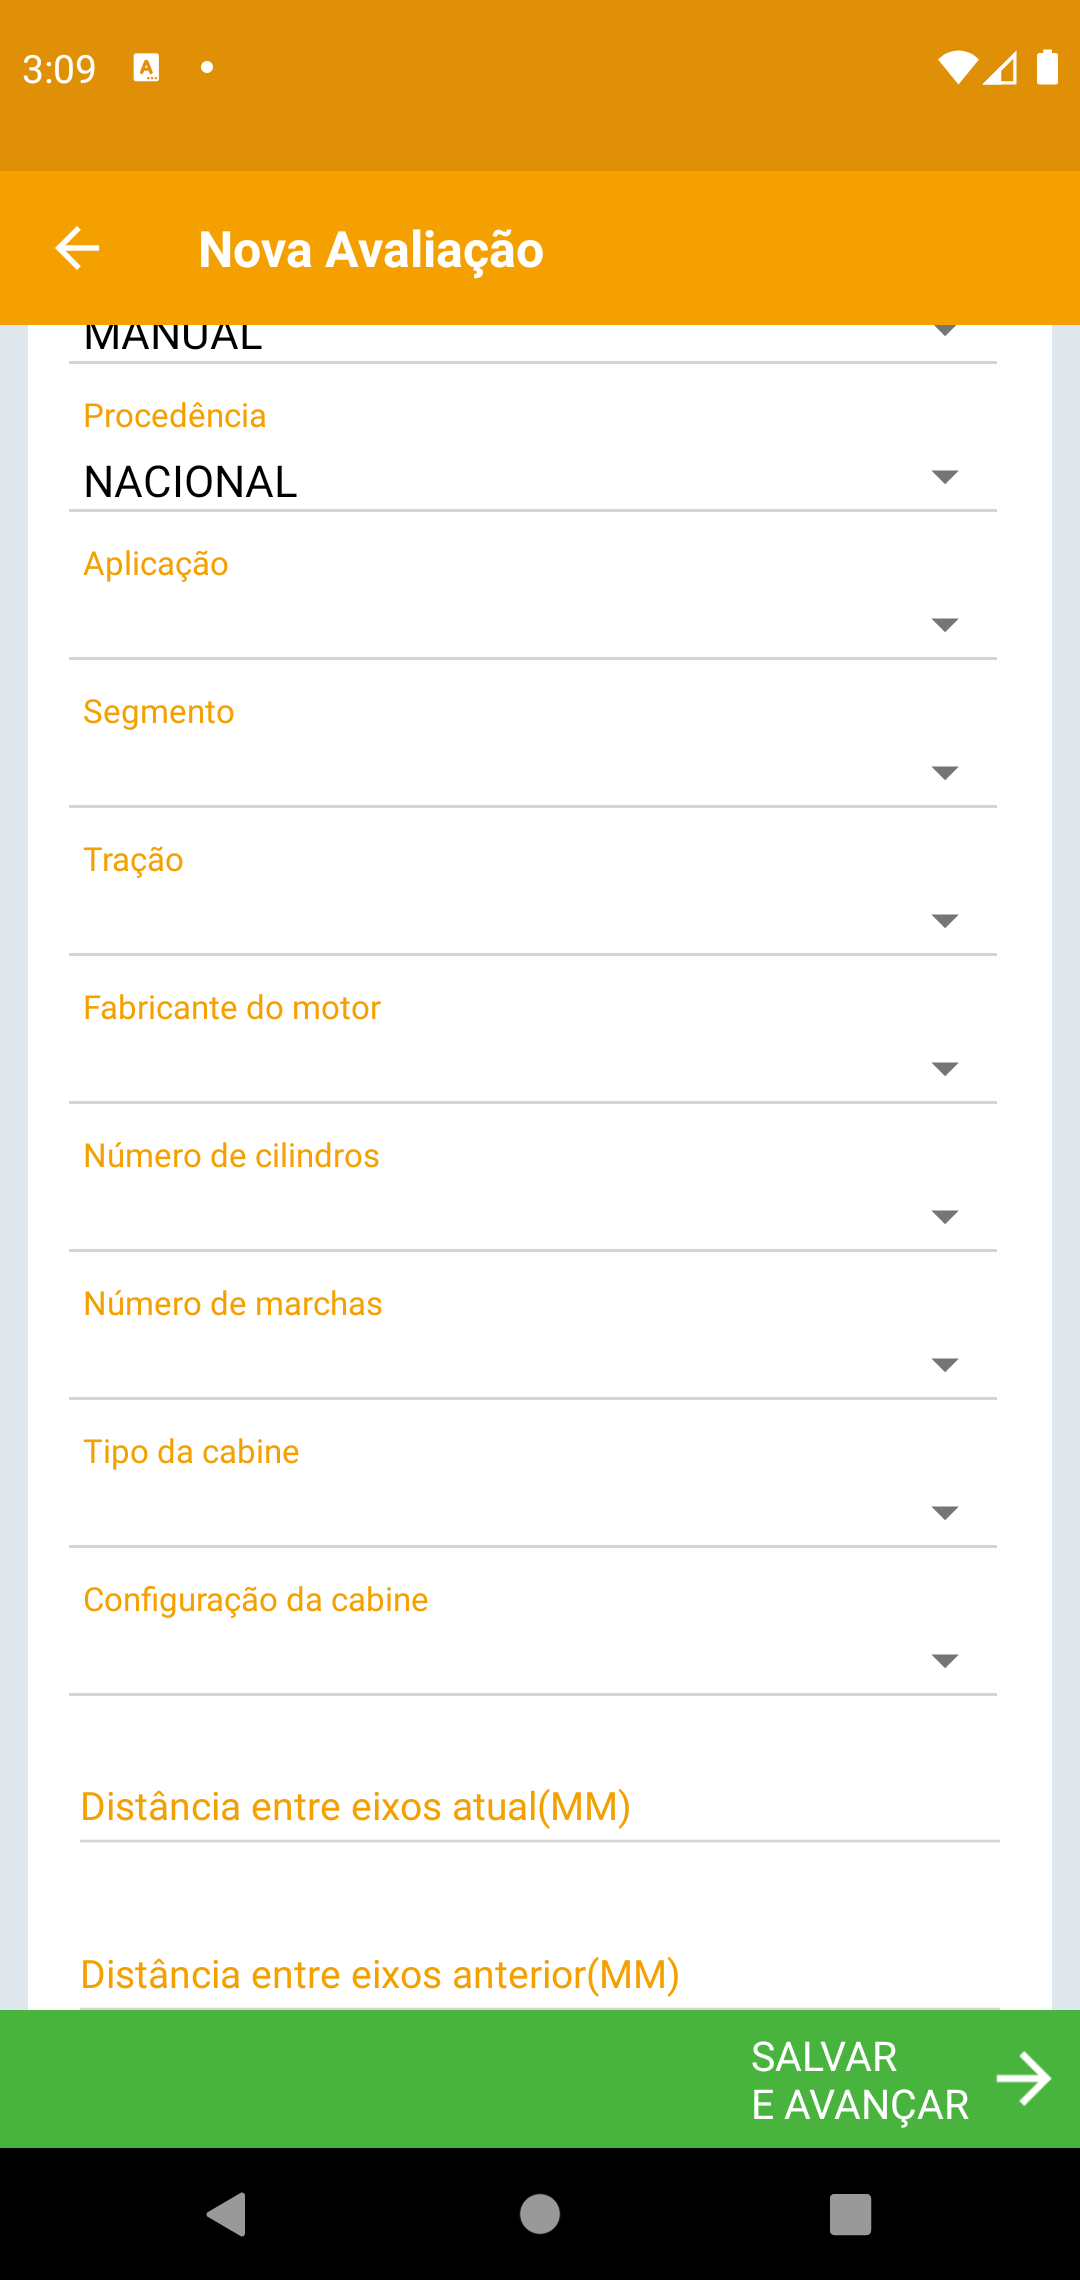 3:09
Nova Avaliação
MANUAL
Procedência
NACIONAL
Aplicação
Segmento
Tração
Fabricante do motor
Número de cilindros
Número de marchas
Tipo da cabine
Configuração da cabine
Distância entre eixos atual(MM)
Distância entre eixos anterior(MM)
SALVAR
E AVANÇAR